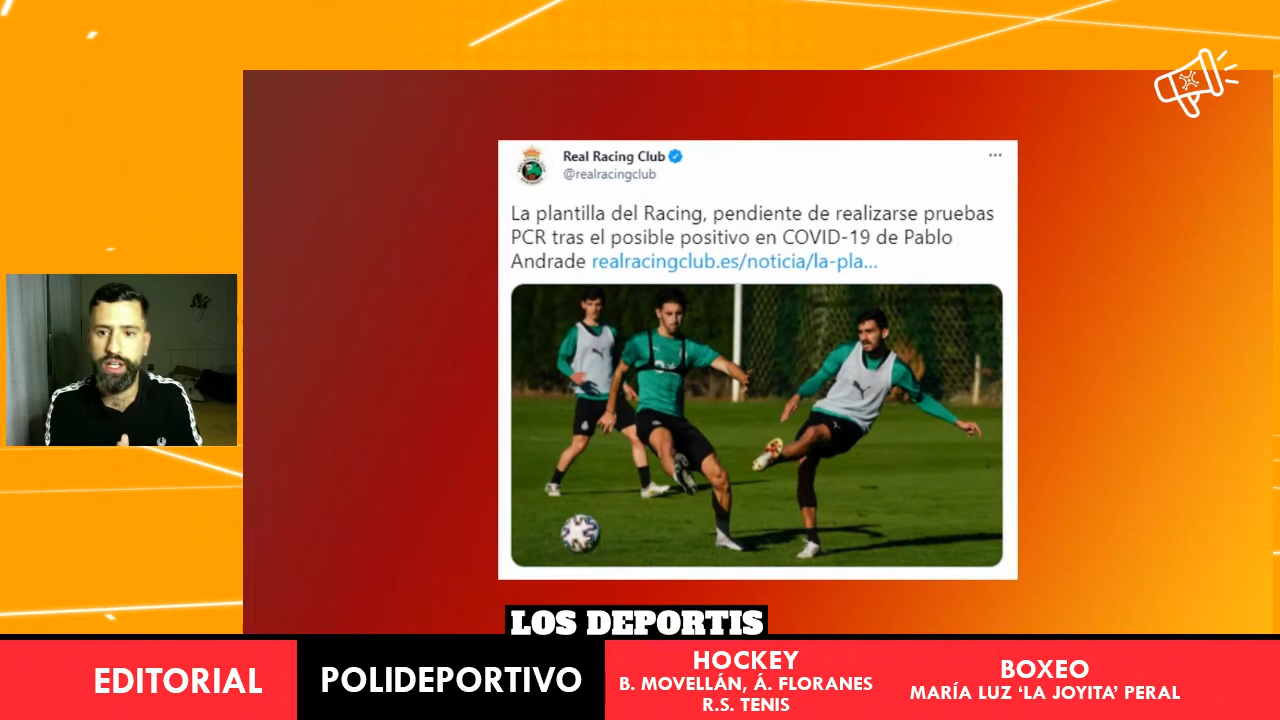 Real Racing Club
@realracingclub
La plantilla del Racing, pendiente de realizarse pruebas
PCR tras el posible positivo en COVID-19 de Pablo
Andrade realracingclub.es/noticia/la-pla...
LOS DEPORTIS
EDITORIAL
POLIDEPORTIVO
HOCKEY
B. MOVELLÁN, Á. FLORANES
R.S. TENIS
BOXEO
MARÍA LUZ ‘LA JOYITA’ PERAL